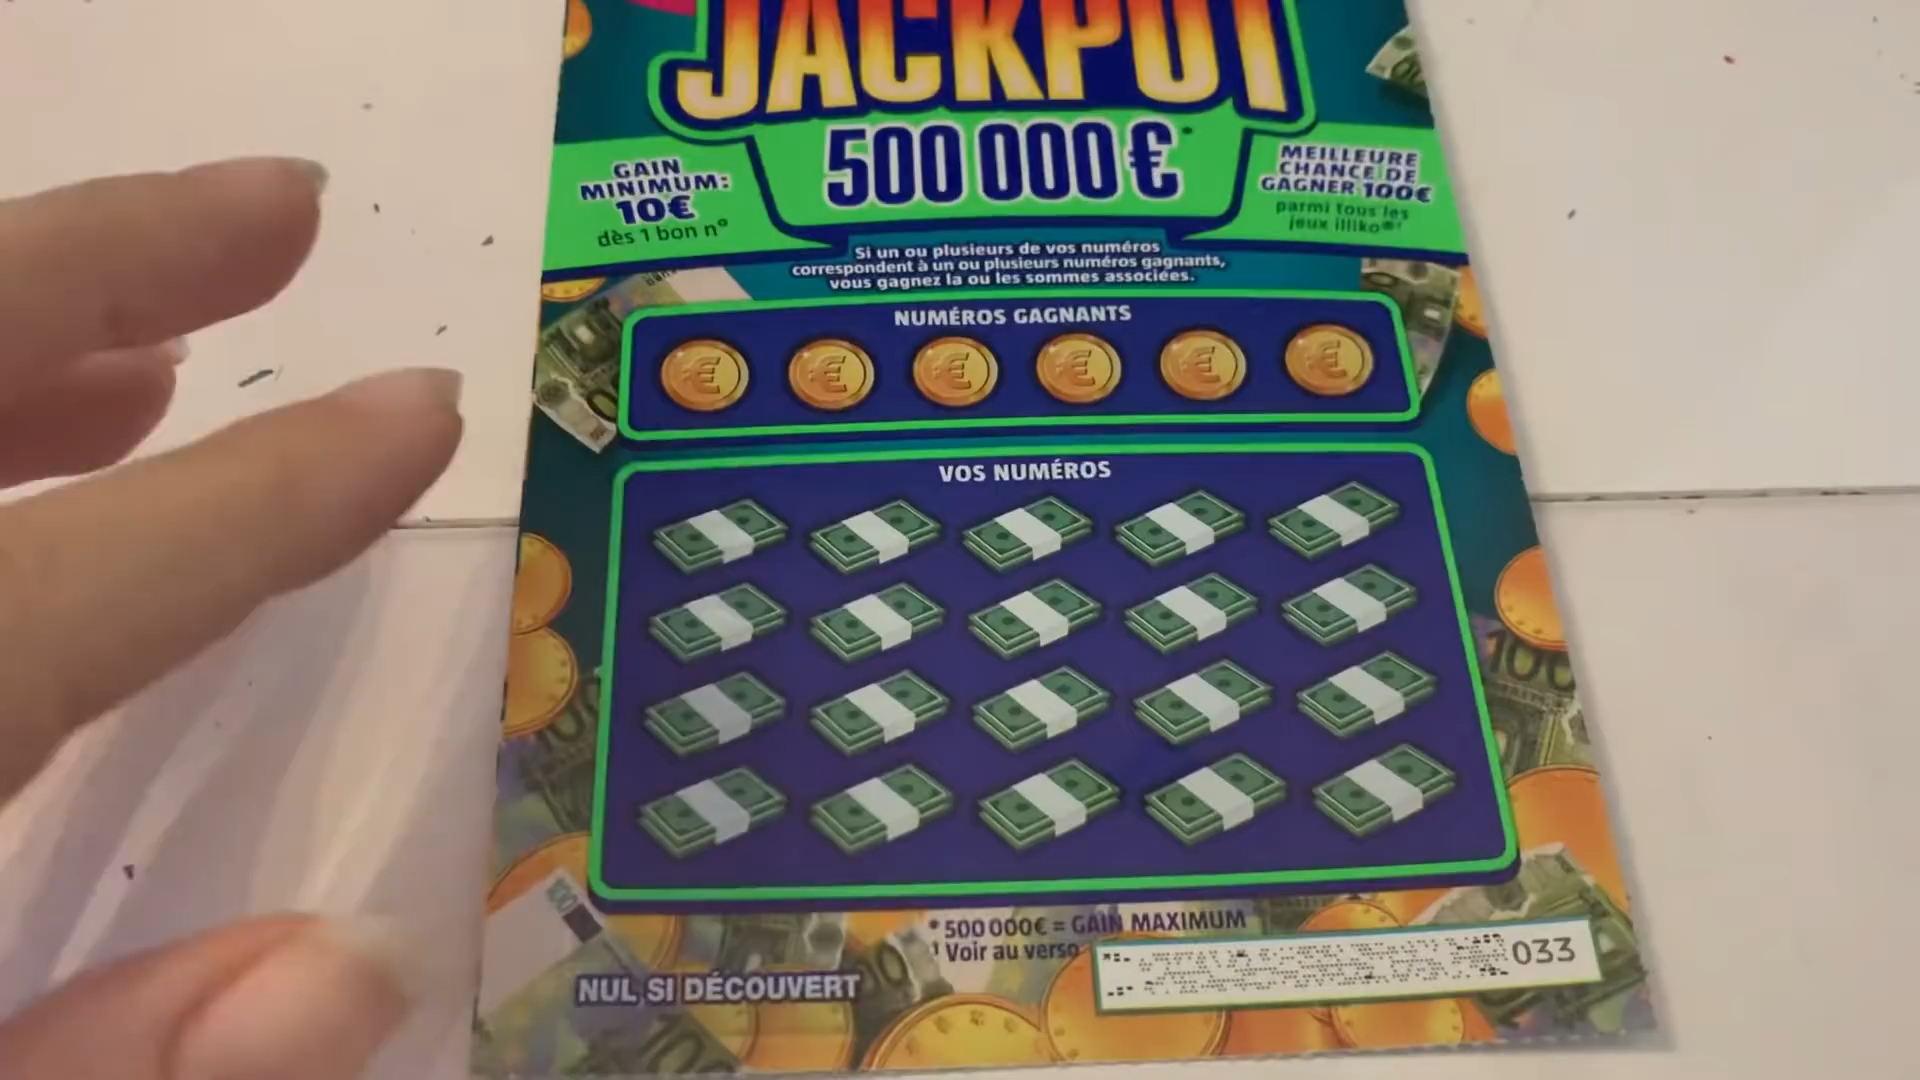 JACKPOT
500 000 €*
GAIN
MINIMUM:
10€
dès 1 bon n°
MEILLEURE
CHANCE DE
GAGNER 100€
parmi tous les
jeux illiko®¹
Si un ou plusieurs de vos numéros
correspondent à un ou plusieurs numéros gagnants,
vous gagnez la ou les sommes associées.
NUMÉROS GAGNANTS
VOS NUMÉROS
* 500 000€ = GAIN MAXIMUM
¹ Voir au verso
033
NUL SI DÉCOUVERT